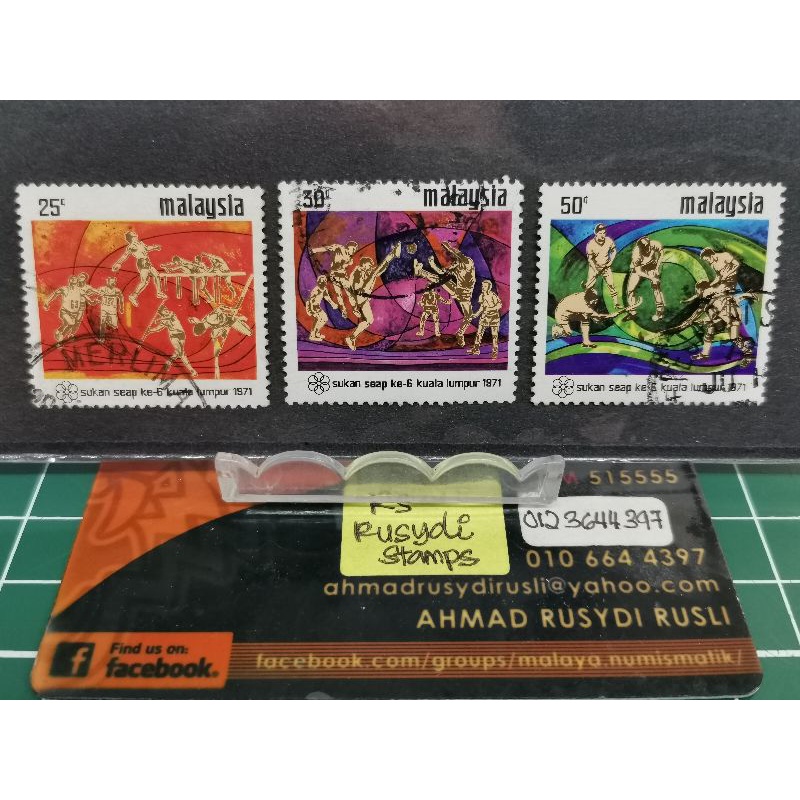 25c malaysia
sukan seap ke-6 kuala lumpur 1971
MERLIM
30c malaysia
sukan seap ke-6 kuala lumpur 1971
50c malaysia
sukan seap ke-6 kuala lumpur 1971
M 515555
Rusydi
stamps
012 3644397
010 664 4397
ahmadrusydirusli@yahoo.com
AHMAD RUSYDI RUSLI
f Find us on:
facebook.
facebook.com/groups/malaya.numismatik/